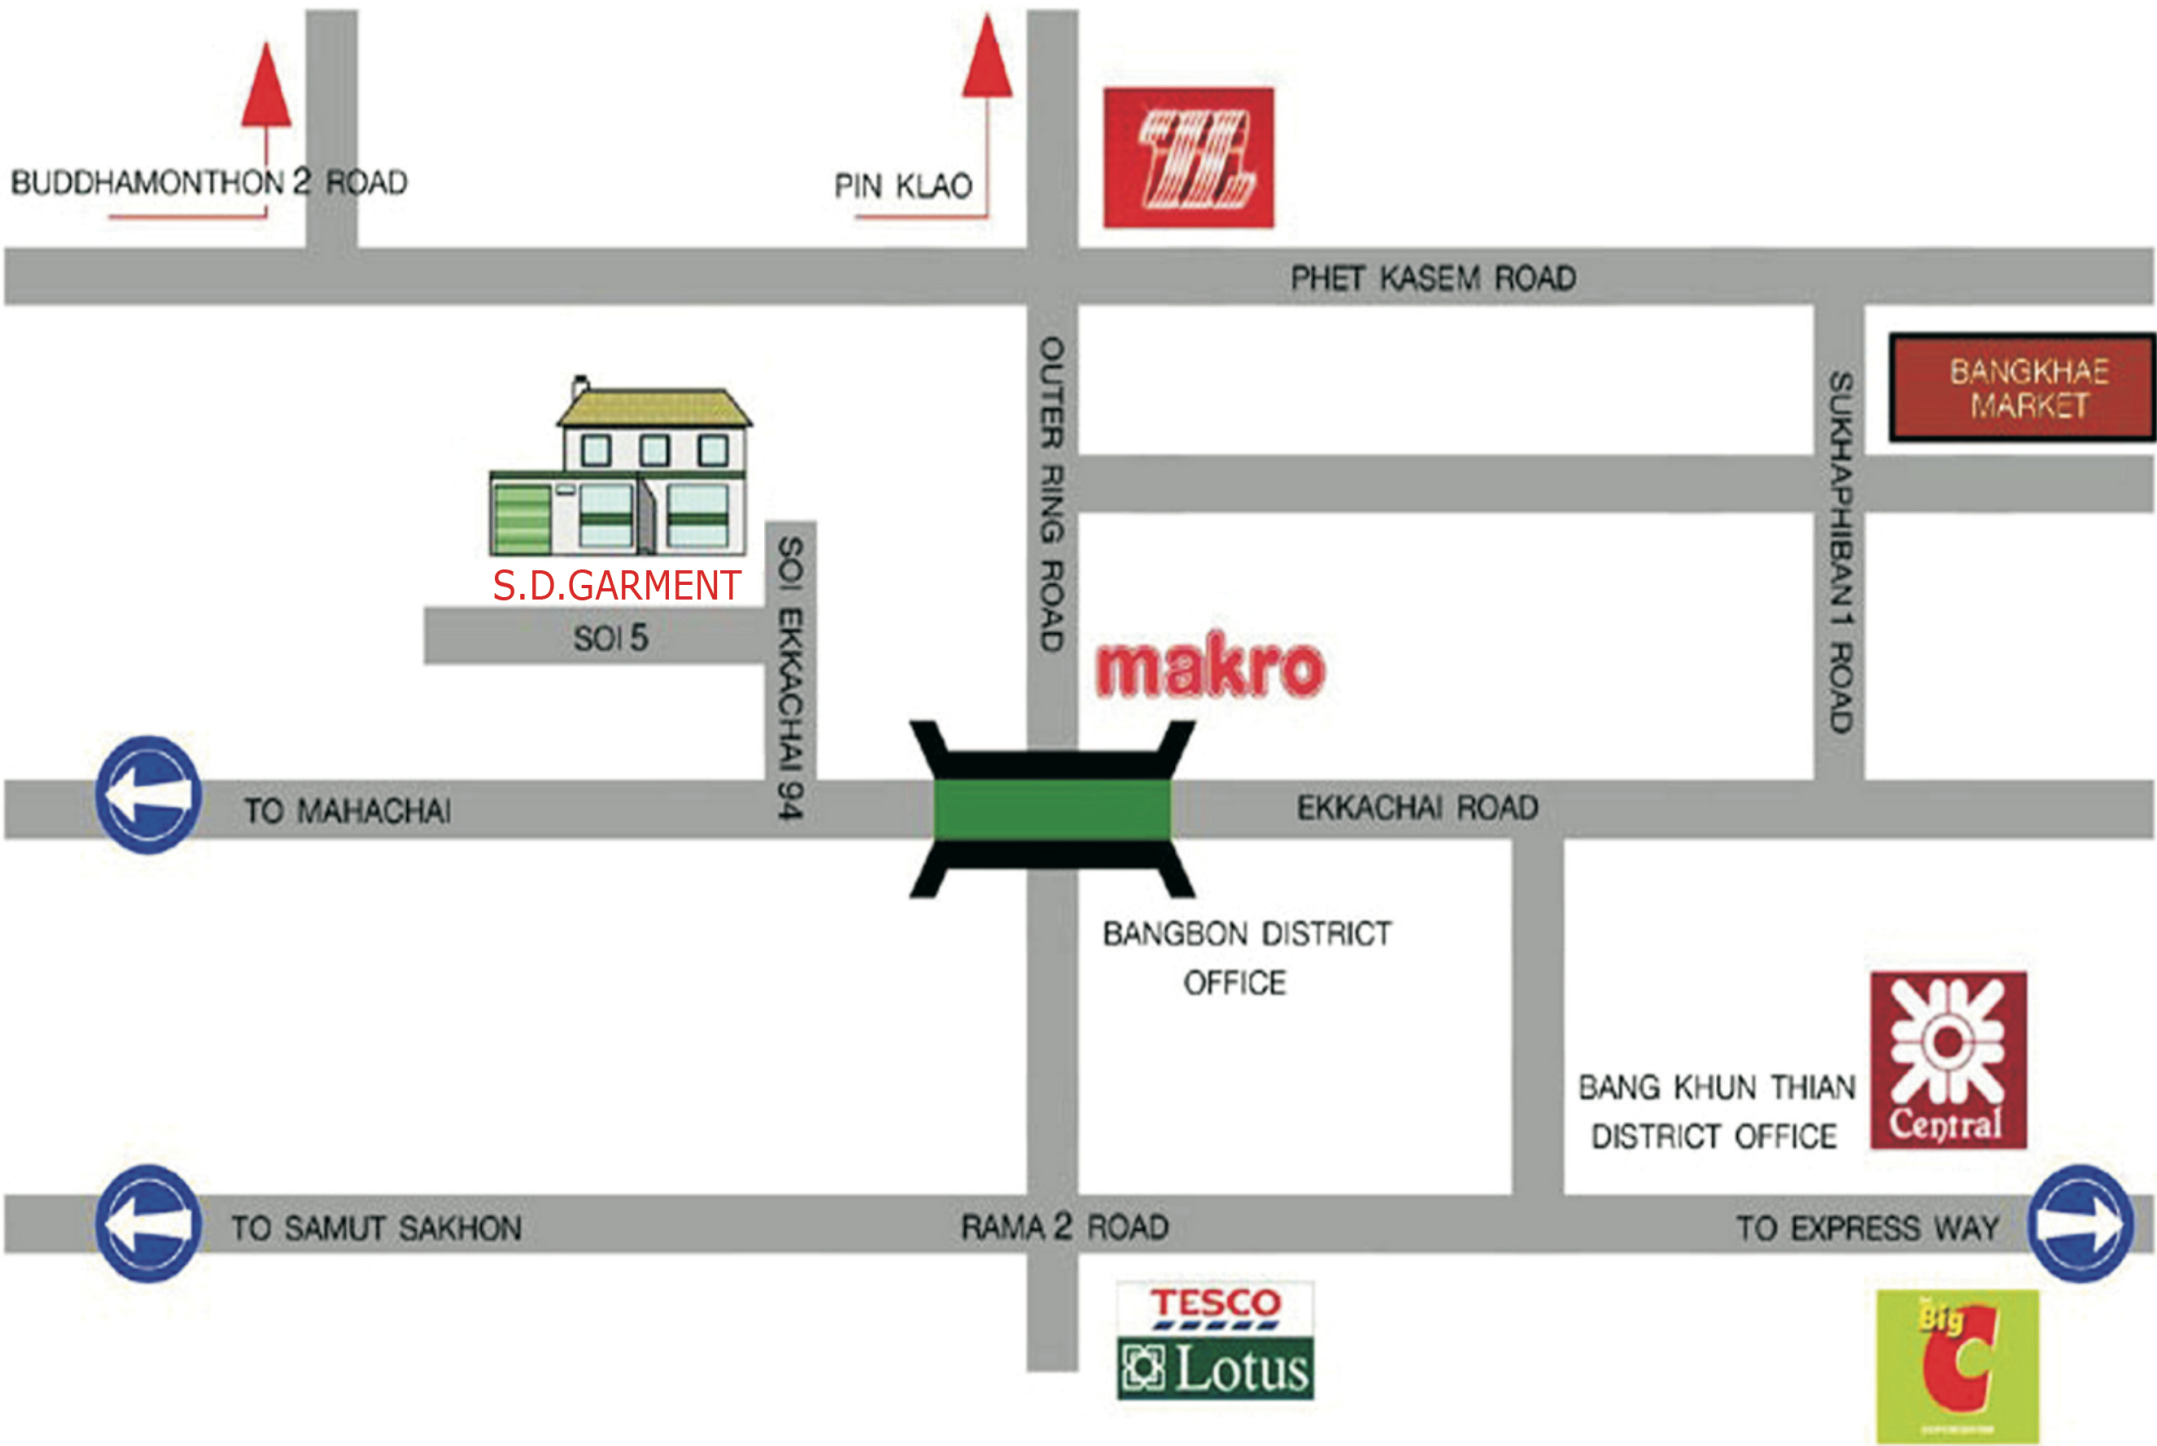 BUDDHAMONTHON 2 ROAD
PIN KLAO
PHET KASEM ROAD
OUTER RING ROAD
SUKHAPHIBAN 1 ROAD
BANGKHAE
MARKET
S.D.GARMENT
SOI 5
SOI EKKACHAI 94
makro
TO MAHACHAI
EKKACHAI ROAD
BANGBON DISTRICT
OFFICE
BANG KHUN THIAN
DISTRICT OFFICE
Central
TO SAMUT SAKHON
RAMA 2 ROAD
TO EXPRESS WAY
TESCO
Lotus
Big
C